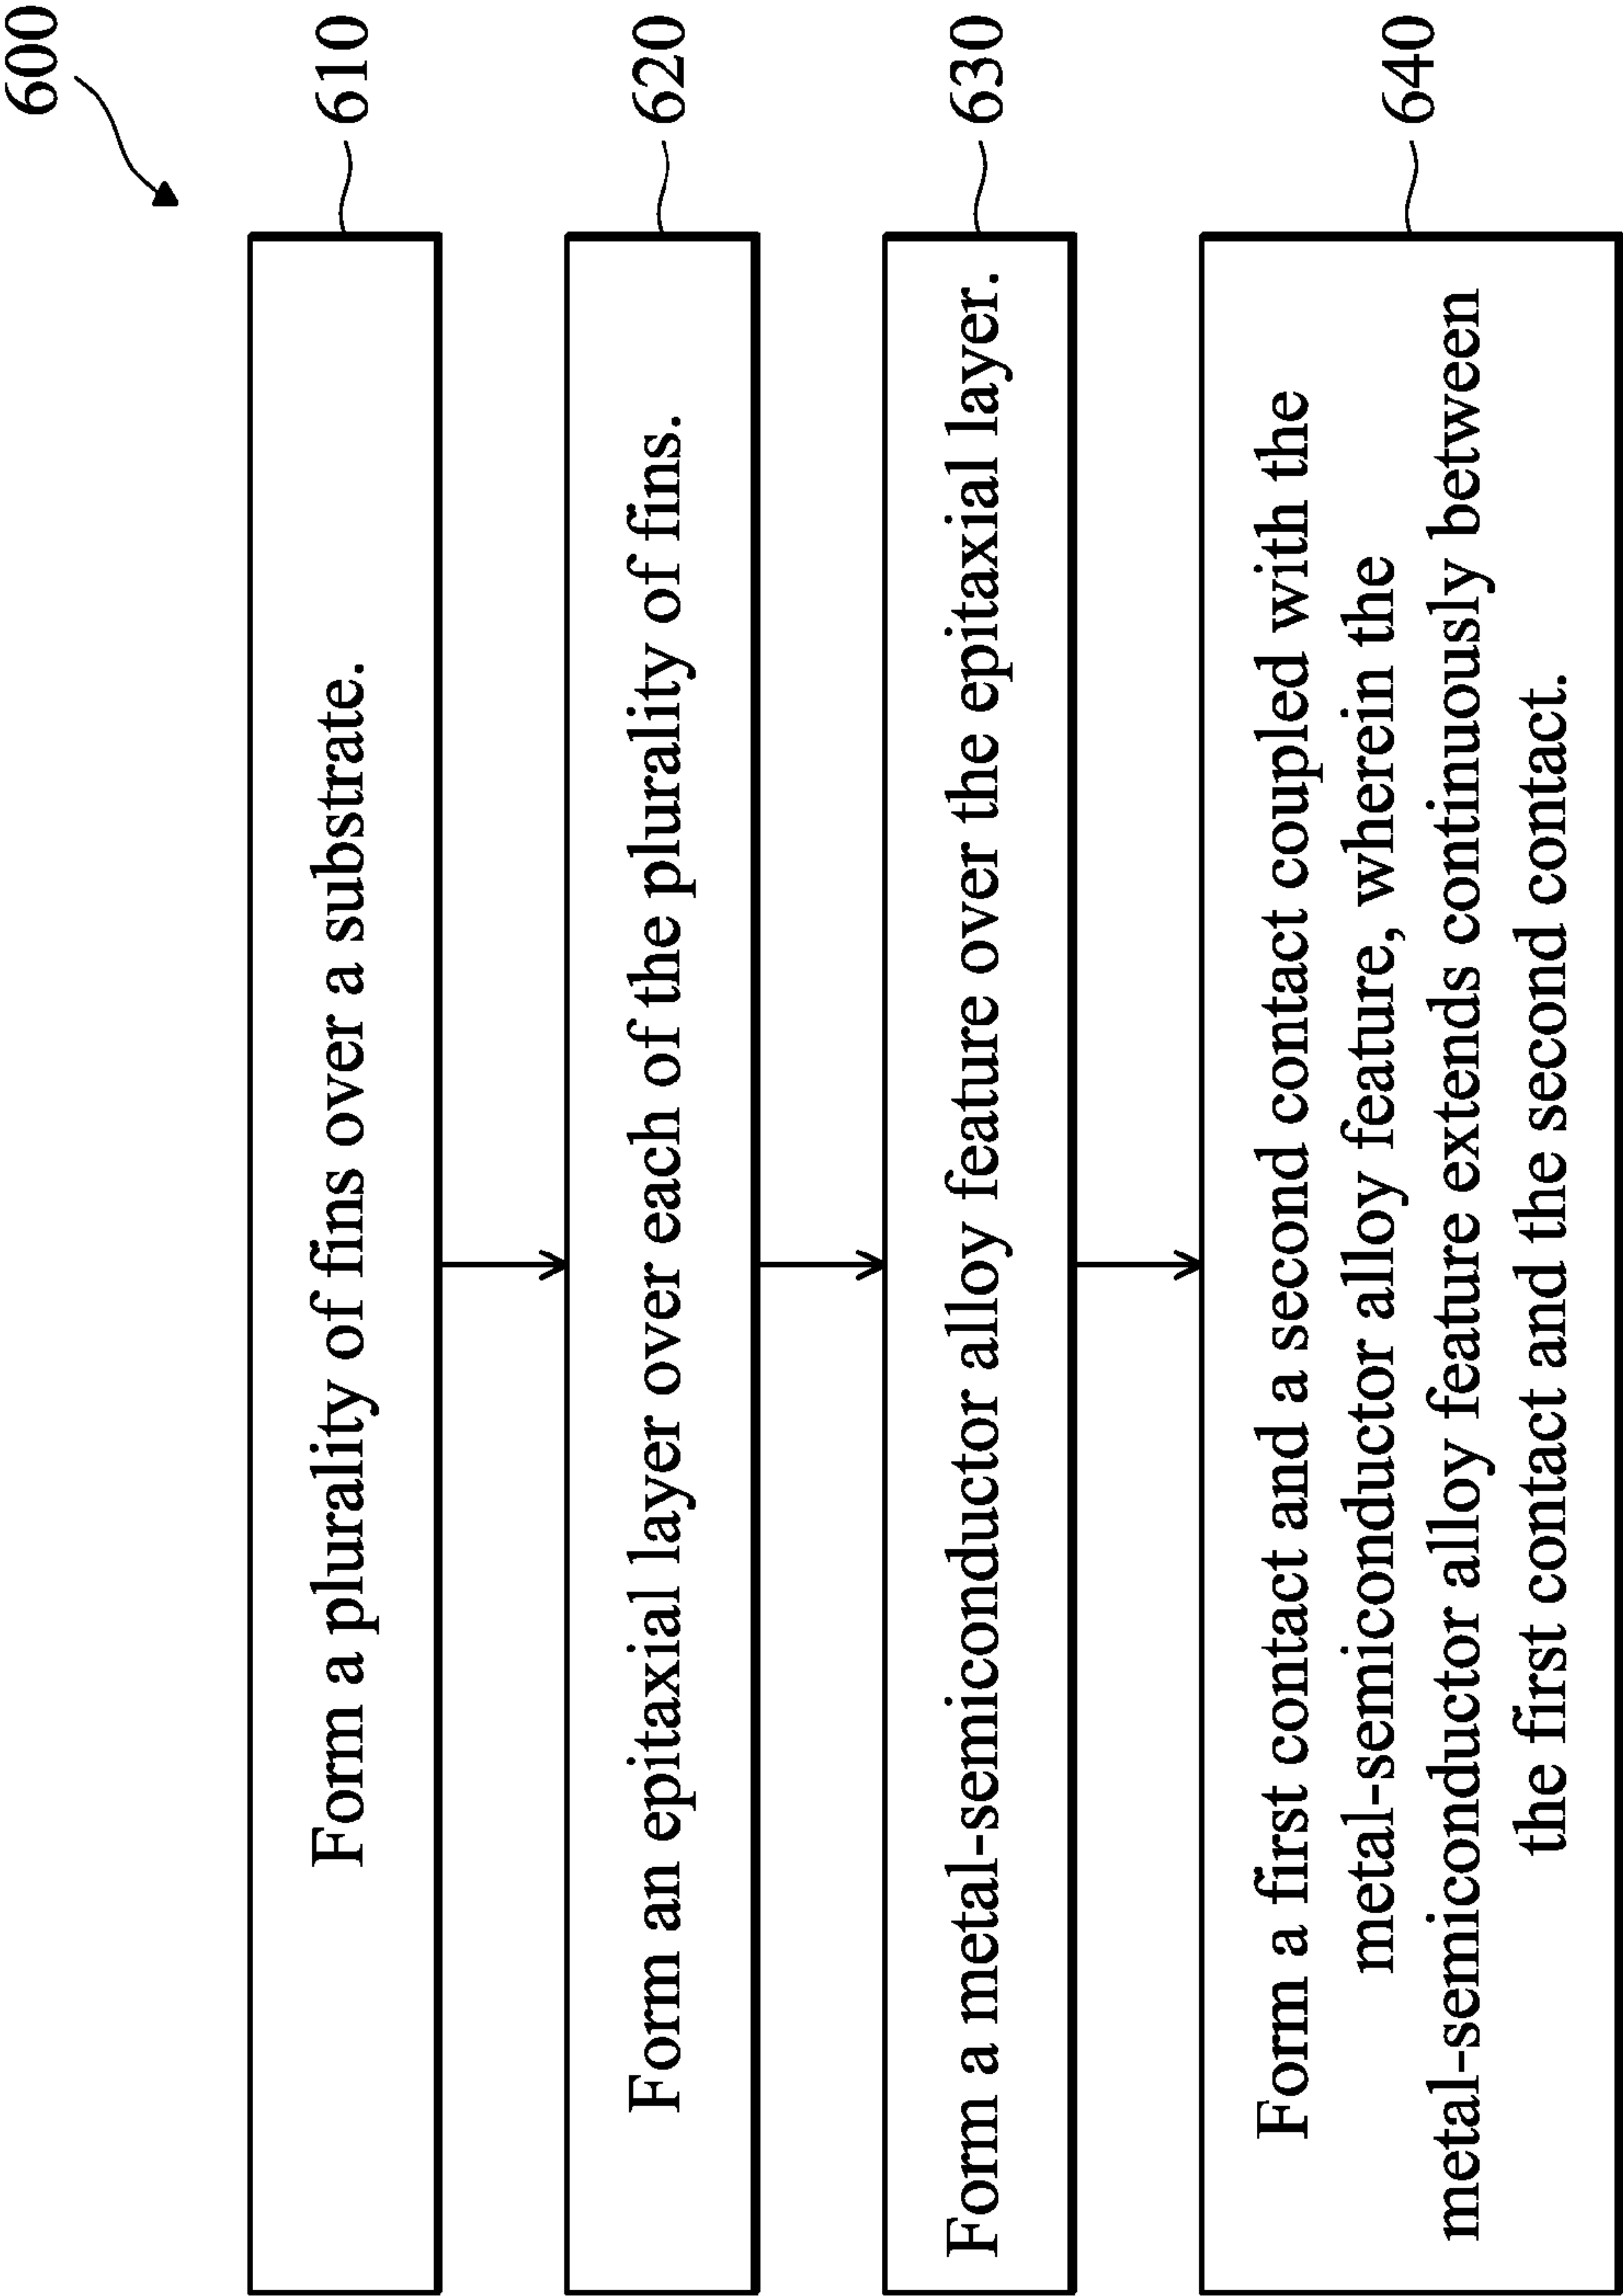 600
Form a plurality of fins over a substrate.
610
Form an epitaxial layer over each of the plurality of fins.
620
Form a metal-semiconductor alloy feature over the epitaxial layer.
630
Form a first contact and a second contact coupled with the
metal-semiconductor alloy feature, wherein the
metal-semiconductor alloy feature extends continuously between
the first contact and the second contact.
640